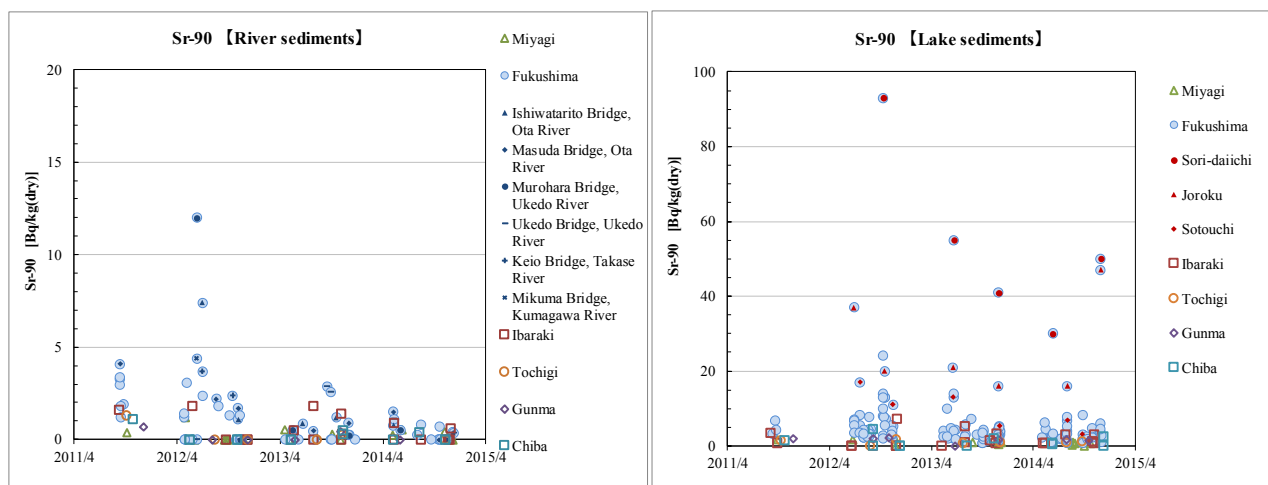 Sr-90 【River sediments】
Sr-90 [Bq/kg(dry)]
20
15
10
5
0
2011/4
2012/4
2013/4
2014/4
2015/4
Miyagi
Fukushima
Ishiwatarito Bridge,
Ota River
Masuda Bridge, Ota
River
Murohara Bridge,
Ukedo River
Ukedo Bridge, Ukedo
River
Keio Bridge, Takase
River
Mikuma Bridge,
Kumagawa River
Ibaraki
Tochigi
Gunma
Chiba
Sr-90 【Lake sediments】
Sr-90 [Bq/kg(dry)]
100
80
60
40
20
0
2011/4
2012/4
2013/4
2014/4
2015/4
Miyagi
Fukushima
Sori-daiichi
Joroku
Sotouchi
Ibaraki
Tochigi
Gunma
Chiba